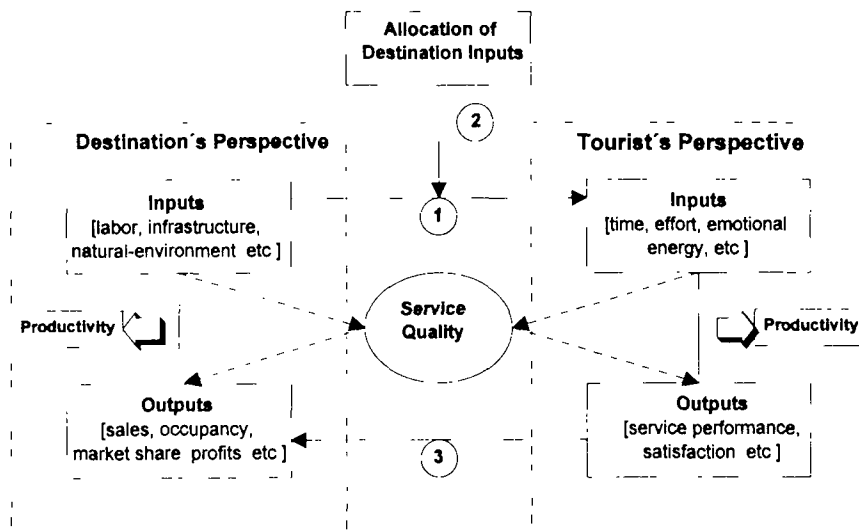 Allocation of
Destination Inputs
2
Destination´s Perspective
Tourist´s Perspective
Inputs
[labor, infrastructure,
natural-environment etc ]
1
Inputs
[time, effort, emotional
energy, etc ]
Productivity
Service
Quality
Productivity
Outputs
[sales, occupancy,
market share profits etc ]
3
Outputs
[service performance,
satisfaction etc ]